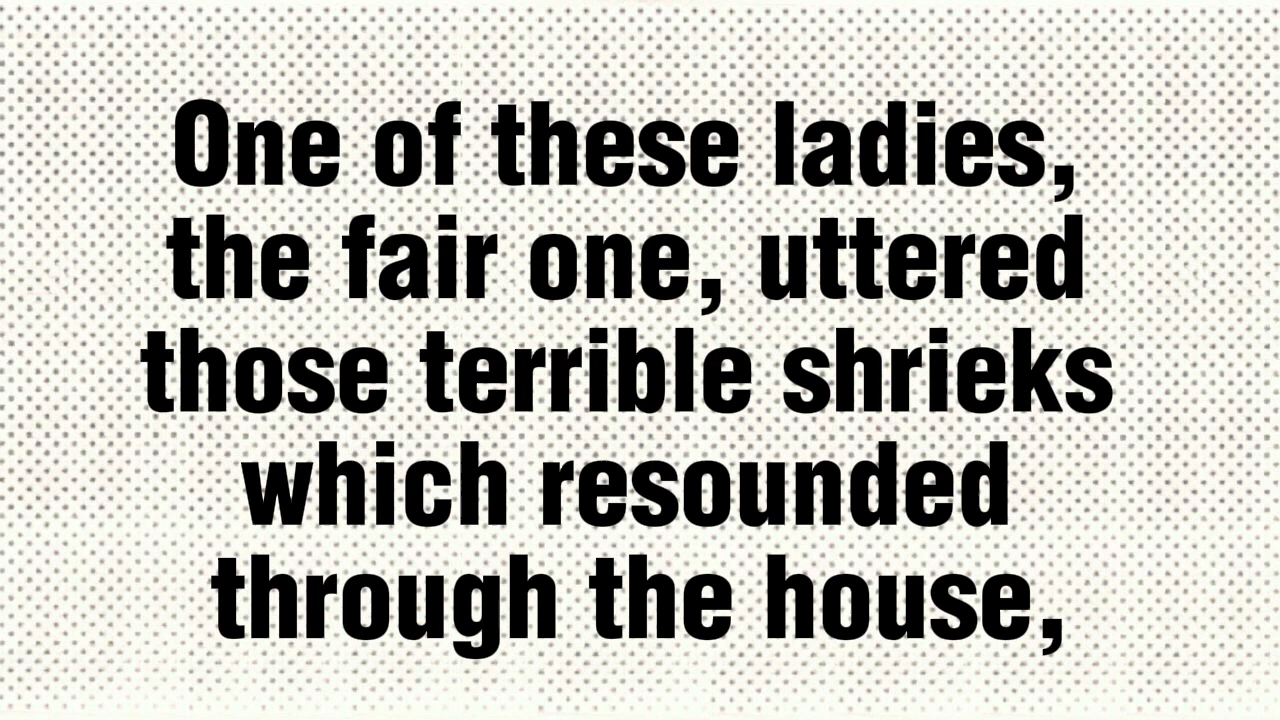 One of these ladies,
the fair one, uttered
those terrible shrieks
which resounded
through the house,